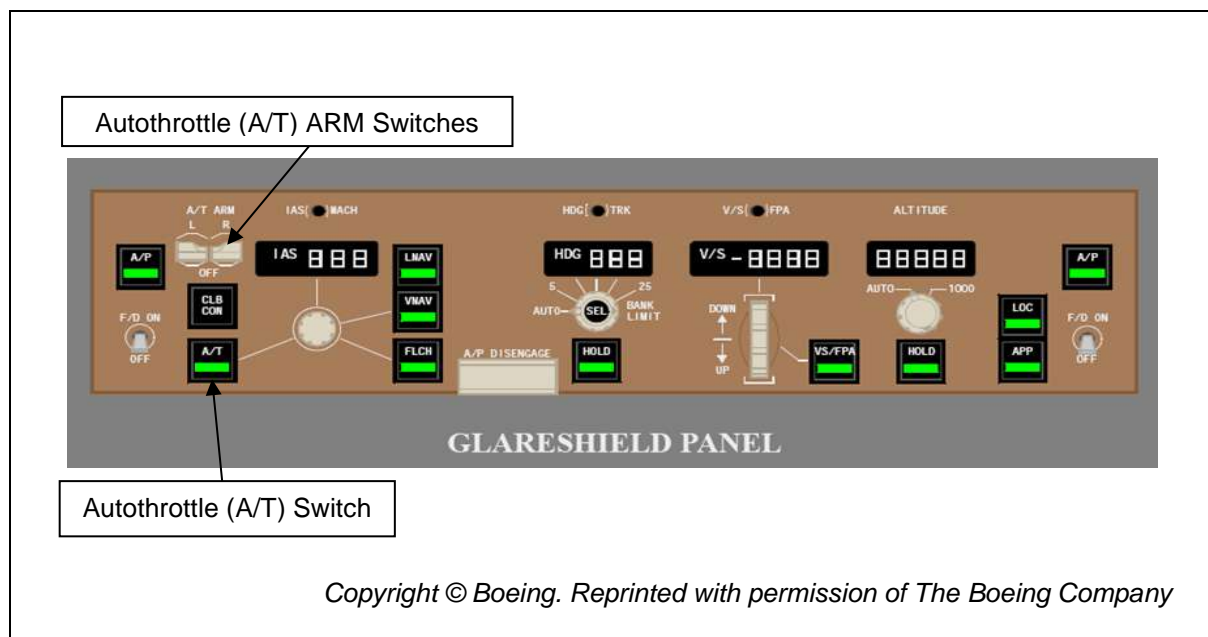 Autothrottle (A/T) ARM Switches
A/T ARM
L R
OFF
IAS MACH
HDG TRK
V/S FPA
ALTITUDE
A/P
IAS 888
LNAV
HDG 888
V/S -8888
88888
A/P
CLB
CON
VNAV
5 25
AUTO SEL BANK
LIMIT
DOWN
UP
AUTO 1000
LOC
F/D ON
OFF
A/T
FLCH
A/P DISENGAGE
HOLD
VS/FPA
HOLD
APP
F/D ON
OFF
GLARESHIELD PANEL
Autothrottle (A/T) Switch
Copyright © Boeing. Reprinted with permission of The Boeing Company